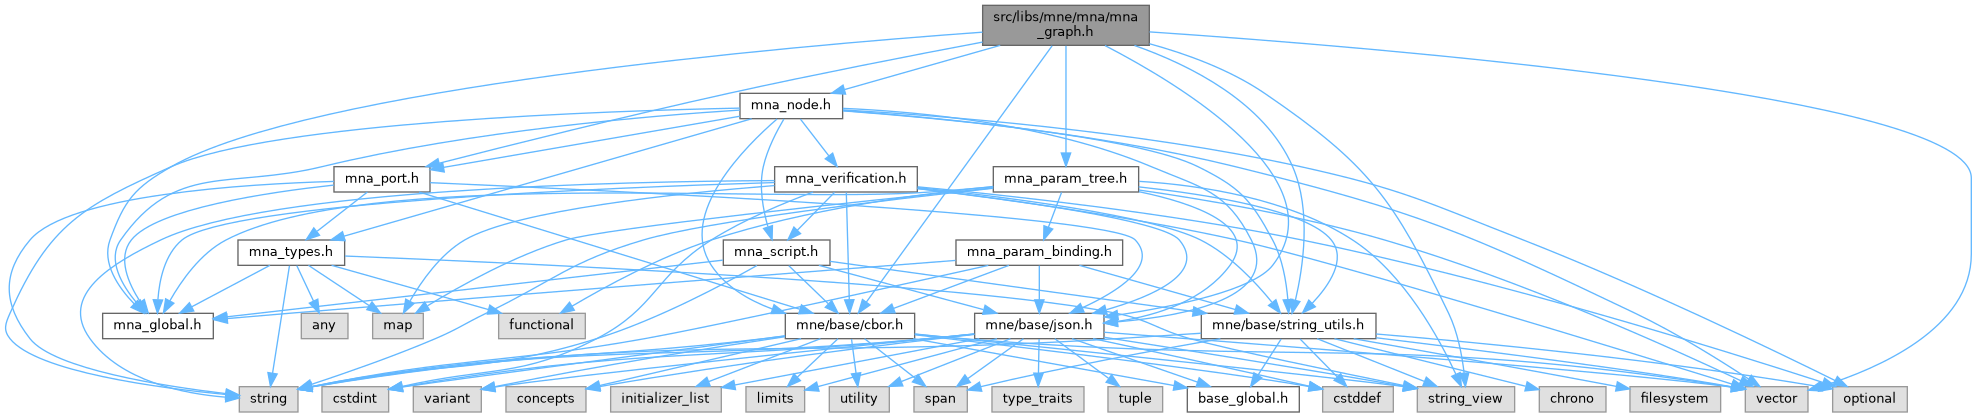 src/libs/mne/mna/mna
_graph.h
mna_node.h
mna_port.h
mna_verification.h
mna_param_tree.h
mna_types.h
mna_script.h
mna_param_binding.h
mna_global.h
any
map
functional
mne/base/cbor.h
mne/base/json.h
mne/base/string_utils.h
string
cstdint
variant
concepts
initializer_list
limits
utility
span
type_traits
tuple
base_global.h
cstddef
string_view
chrono
filesystem
vector
optional